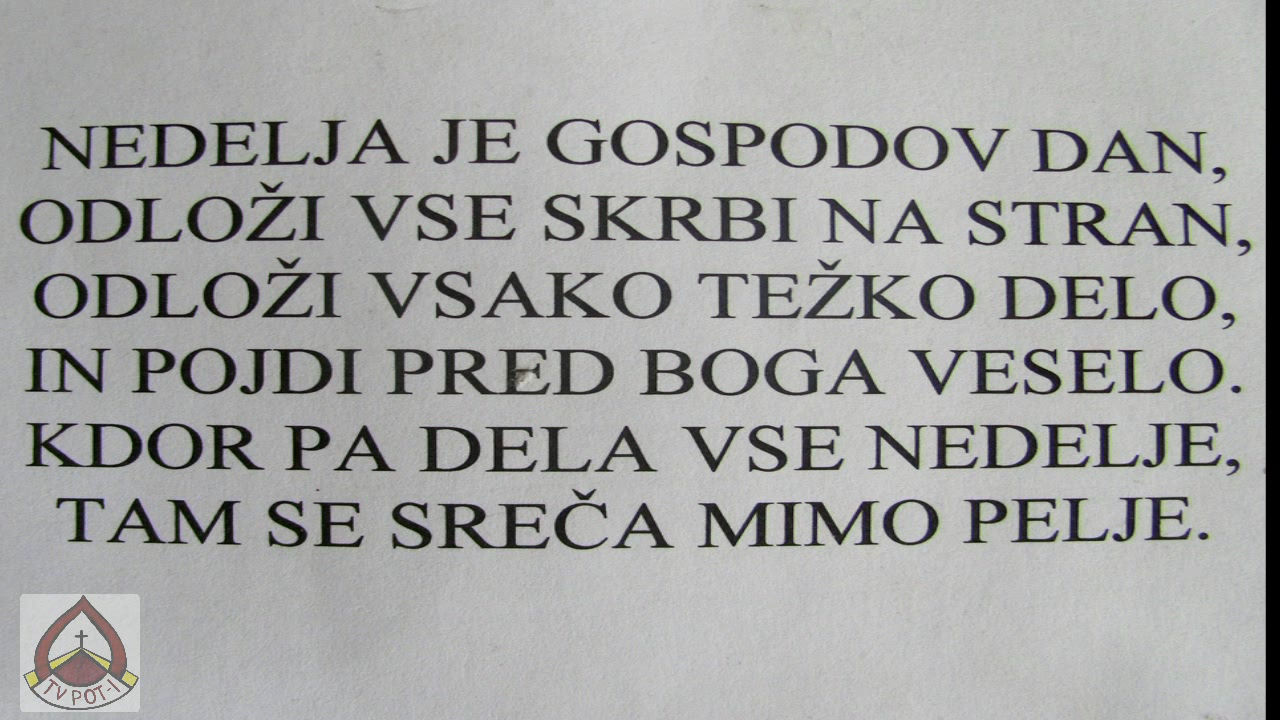 NEDELJA JE GOSPODOV DAN,
ODLOŽI VSE SKRBI NA STRAN,
ODLOŽI VSAKO TEŽKO DELO,
IN POJDI PRED BOGA VESELO.
KDOR PA DELA VSE NEDELJE,
TAM SE SREČA MIMO PELJE.
TV POT-I